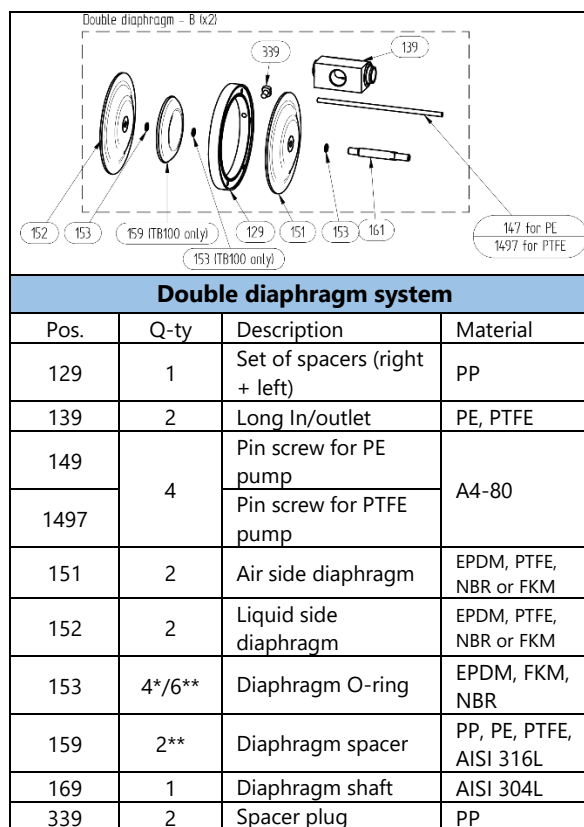 Double diaphragm - B (x2)
339
139
152
153
159 (TB100 only)
129
151
153
161
147 for PE
1497 for PTFE
153 (TB100 only)
Double diaphragm system
Pos. Q-ty Description Material
129 1 Set of spacers (right + left) PP
139 2 Long In/outlet PE, PTFE
149 4 Pin screw for PE pump A4-80
1497 Pin screw for PTFE pump
151 2 Air side diaphragm EPDM, PTFE, NBR or FKM
152 2 Liquid side diaphragm EPDM, PTFE, NBR or FKM
153 4*/6** Diaphragm O-ring EPDM, FKM, NBR
159 2** Diaphragm spacer PP, PE, PTFE, AISI 316L
169 1 Diaphragm shaft AISI 304L
339 2 Spacer plug PP